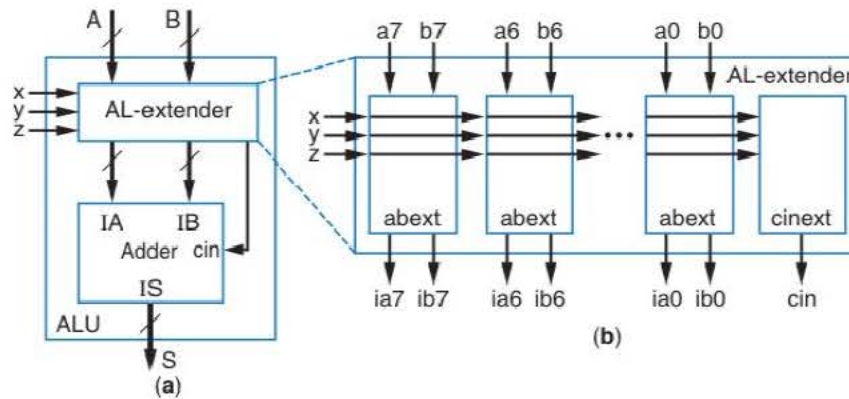 A B
x
y
z
AL-extender
IA IB
Adder cin
IS
ALU
S
(a)
a7 b7 a6 b6 a0 b0
AL-extender
x
y
z
abext abext abext cinext
ia7 ib7 ia6 ib6 ia0 ib0 cin
(b)